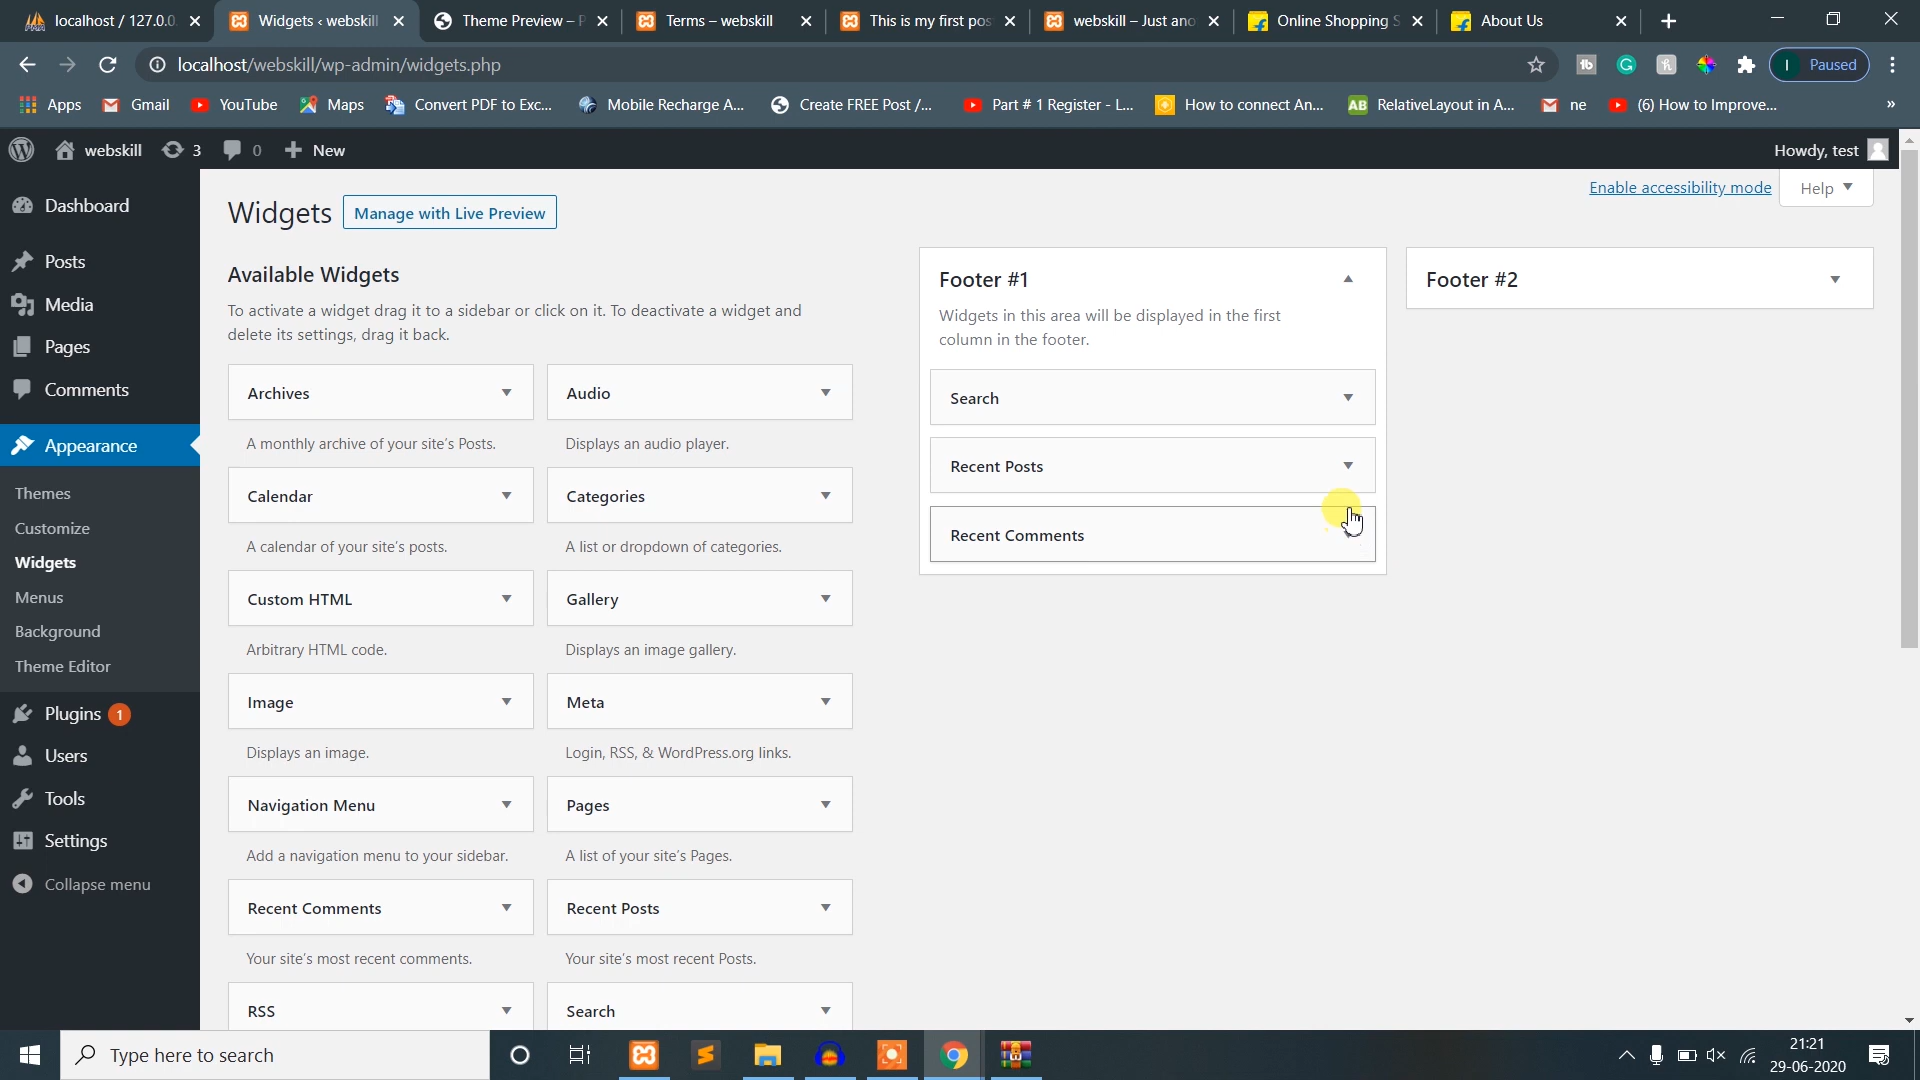 localhost / 127.0.0.
Widgets ‹ webskill
Theme Preview – P
Terms – webskill
This is my first pos
webskill – Just ano
Online Shopping S
About Us
localhost/webskill/wp-admin/widgets.php
Paused
Apps
Gmail
YouTube
Maps
Convert PDF to Exc...
Mobile Recharge A...
Create FREE Post /...
Part # 1 Register - L...
How to connect An...
RelativeLayout in A...
ne
(6) How to Improve...
»
webskill
3
0
New
Howdy, test
Enable accessibility mode
Help
Dashboard
Posts
Media
Pages
Comments
Appearance
Themes
Customize
Widgets
Menus
Background
Theme Editor
Plugins 1
Users
Tools
Settings
Collapse menu
Widgets
Manage with Live Preview
Available Widgets
To activate a widget drag it to a sidebar or click on it. To deactivate a widget and
delete its settings, drag it back.
Archives
Audio
A monthly archive of your site's Posts.
Displays an audio player.
Calendar
Categories
A calendar of your site's posts.
A list or dropdown of categories.
Custom HTML
Gallery
Arbitrary HTML code.
Displays an image gallery.
Image
Meta
Displays an image.
Login, RSS, & WordPress.org links.
Navigation Menu
Pages
Add a navigation menu to your sidebar.
A list of your site's Pages.
Recent Comments
Recent Posts
Your site's most recent comments.
Your site's most recent Posts.
RSS
Search
Footer #1
Widgets in this area will be displayed in the first
column in the footer.
Search
Recent Posts
Recent Comments
Footer #2
Type here to search
21:21
29-06-2020